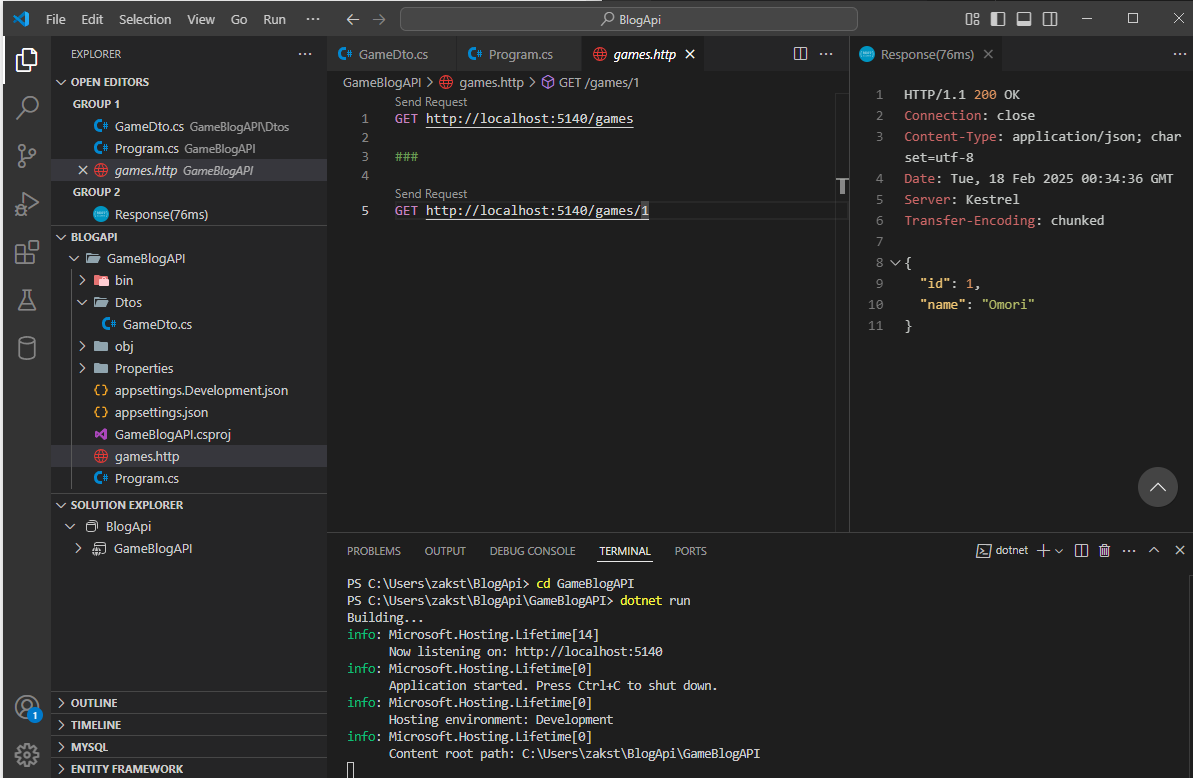 File Edit Selection View Go Run ··· BlogApi
EXPLORER ···
OPEN EDITORS
GROUP 1
GameDto.cs GameBlogAPI\Dtos
Program.cs GameBlogAPI
games.http GameBlogAPI
GROUP 2
Response(76ms)
BLOGAPI
GameBlogAPI
bin
Dtos
GameDto.cs
obj
Properties
appsettings.Development.json
appsettings.json
GameBlogAPI.csproj
games.http
Program.cs
SOLUTION EXPLORER
BlogApi
GameBlogAPI
OUTLINE
TIMELINE
MYSQL
ENTITY FRAMEWORK
1
GameDto.cs Program.cs games.http
GameBlogAPI > games.http > GET /games/1
Send Request
1 GET http://localhost:5140/games
2
3 ###
4
Send Request
5 GET http://localhost:5140/games/1
Response(76ms)
1 HTTP/1.1 200 OK
2 Connection: close
3 Content-Type: application/json; char
set=utf-8
4 Date: Tue, 18 Feb 2025 00:34:36 GMT
5 Server: Kestrel
6 Transfer-Encoding: chunked
7
8 {
9 "id": 1,
10 "name": "Omori"
11 }
PROBLEMS OUTPUT DEBUG CONSOLE TERMINAL PORTS dotnet
PS C:\Users\zakst\BlogApi> cd GameBlogAPI
PS C:\Users\zakst\BlogApi\GameBlogAPI> dotnet run
Building...
info: Microsoft.Hosting.Lifetime[14]
Now listening on: http://localhost:5140
info: Microsoft.Hosting.Lifetime[0]
Application started. Press Ctrl+C to shut down.
info: Microsoft.Hosting.Lifetime[0]
Hosting environment: Development
info: Microsoft.Hosting.Lifetime[0]
Content root path: C:\Users\zakst\BlogApi\GameBlogAPI